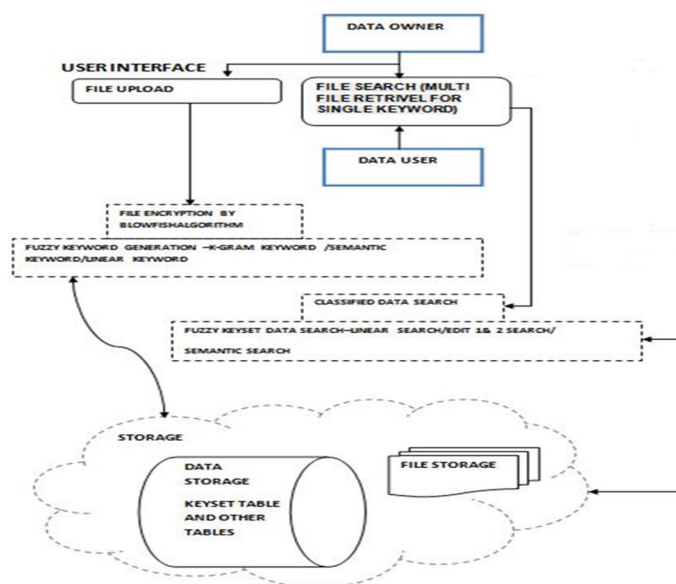 DATA OWNER
USER INTERFACE
FILE UPLOAD
FILE SEARCH (MULTI
FILE RETRIVEL FOR
SINGLE KEYWORD)
DATA USER
FILE ENCRYPTION BY
BLOWFISHALGORITHM
FUZZY KEYWORD GENERATION –K-GRAM KEYWORD /SEMANTIC
KEYWORD/LINEAR KEYWORD
CLASSIFIED DATA SEARCH
FUZZY KEYSET DATA SEARCH–LINEAR SEARCH/EDIT 1& 2 SEARCH/
SEMANTIC SEARCH
STORAGE
DATA
STORAGE
KEYSET TABLE
AND OTHER
TABLES
FILE STORAGE